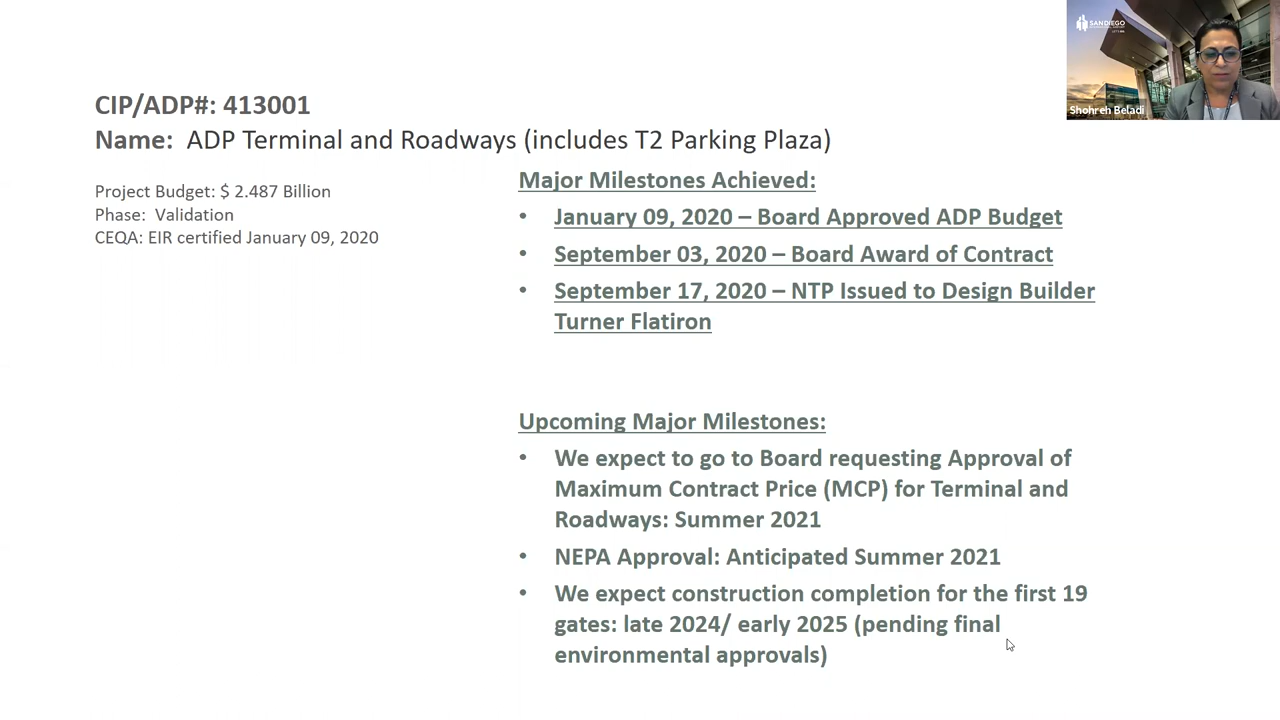 CIP/ADP#: 413001
Name: ADP Terminal and Roadways (includes T2 Parking Plaza)
Project Budget: $ 2.487 Billion
Phase: Validation
CEQA: EIR certified January 09, 2020
Major Milestones Achieved:
• January 09, 2020 – Board Approved ADP Budget
• September 03, 2020 – Board Award of Contract
• September 17, 2020 – NTP Issued to Design Builder
Turner Flatiron
Upcoming Major Milestones:
• We expect to go to Board requesting Approval of
Maximum Contract Price (MCP) for Terminal and
Roadways: Summer 2021
• NEPA Approval: Anticipated Summer 2021
• We expect construction completion for the first 19
gates: late 2024/ early 2025 (pending final
environmental approvals)
SAN DIEGO
Shohreh Beladi